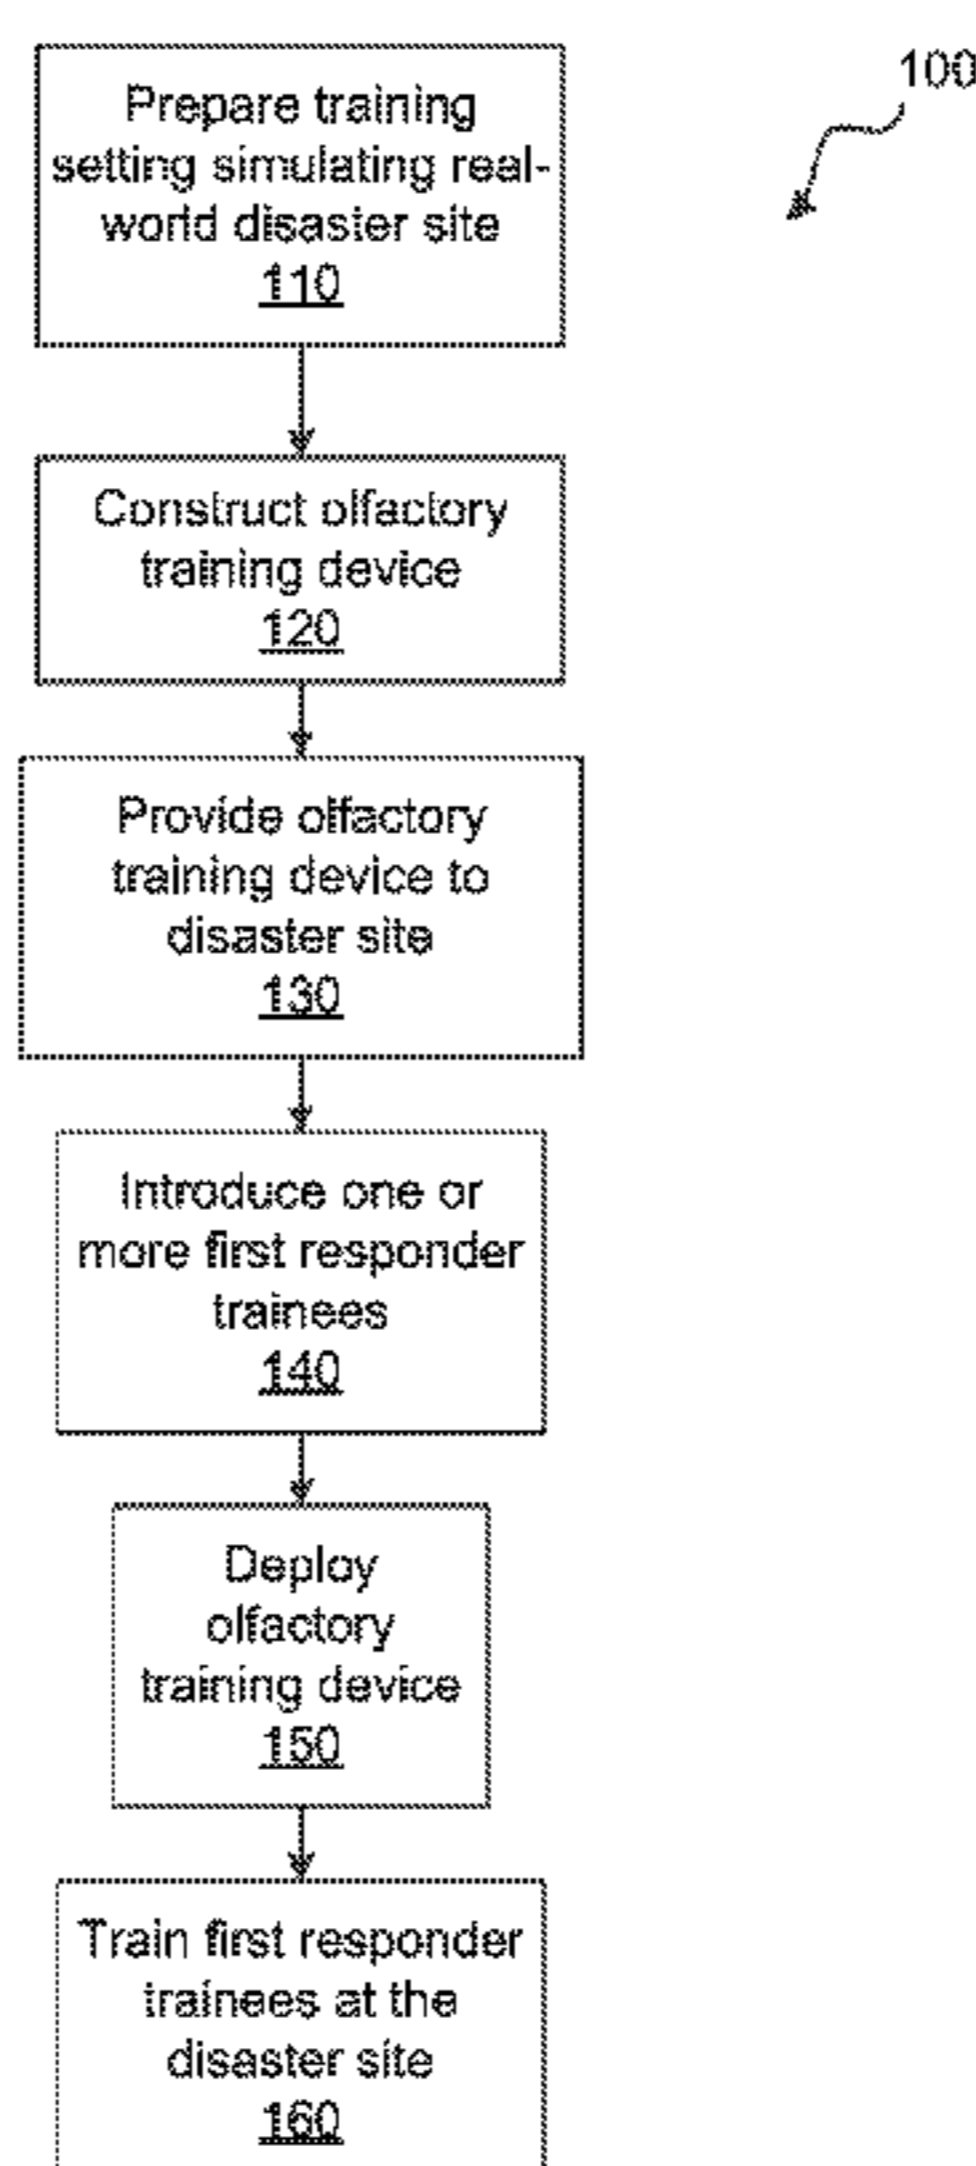 100
Prepare training
setting simulating real-
world disaster site
110
Construct olfactory
training device
120
Provide olfactory
training device to
disaster site
130
Introduce one or
more first responder
trainees
140
Deploy
olfactory
training device
150
Train first responder
trainees at the
disaster site
160